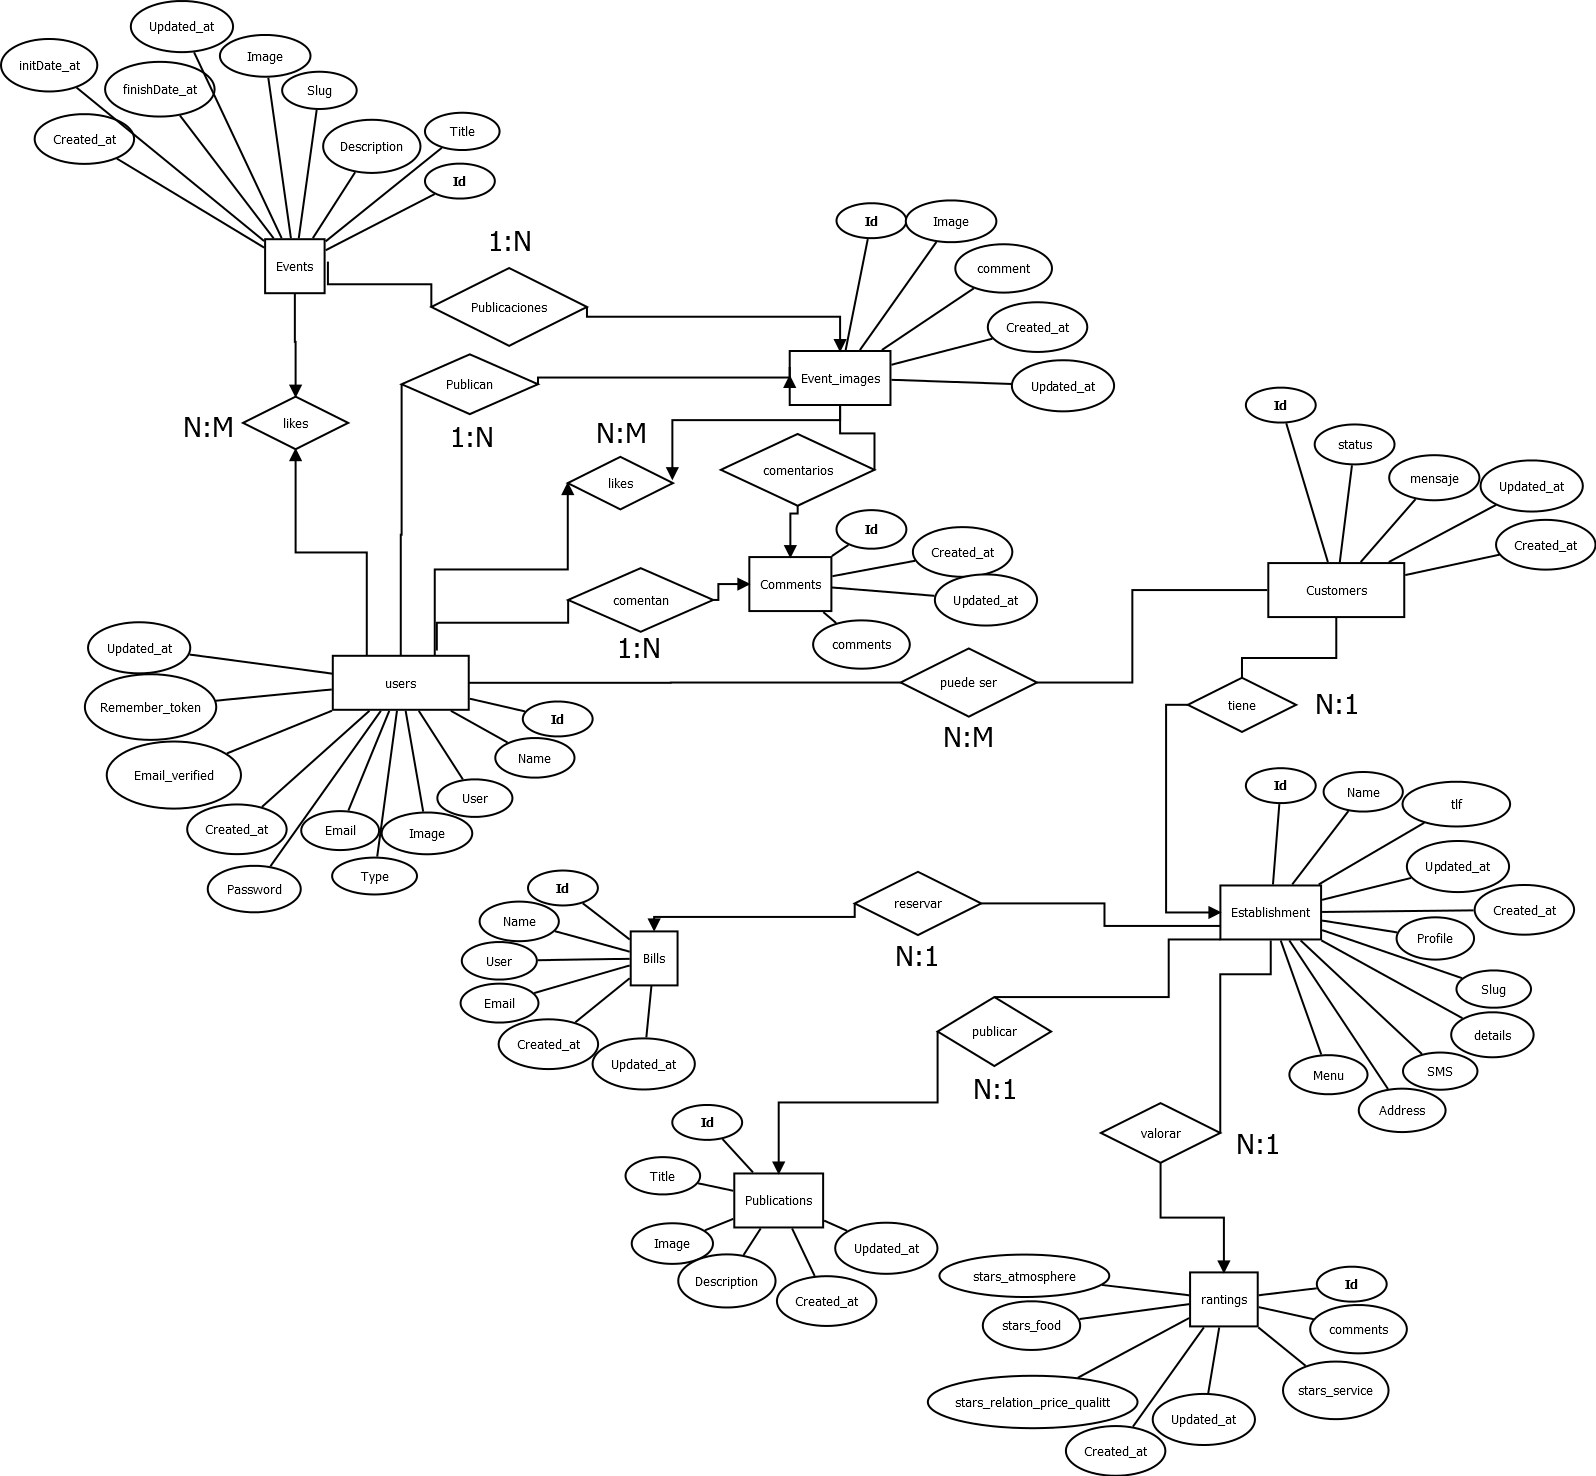 Updated_at
initDate_at
Image
finishDate_at
Slug
Created_at
Title
Description
Id
Events
1:N
Publicaciones
Id
Image
comment
Created_at
Event_images
Updated_at
Publican
1:N
likes
N:M
N:M
likes
comentarios
Id
status
mensaje
Updated_at
Created_at
Customers
Id
Created_at
Comments
Updated_at
comments
comentan
1:N
Updated_at
users
Remember_token
Id
Name
Email_verified
User
Created_at
Email
Image
Type
Password
puede ser
N:M
tiene
N:1
Id
Name
tlf
Updated_at
Establishment
Created_at
Profile
Slug
details
SMS
Menu
Address
reservar
N:1
Id
Name
User
Bills
Email
Created_at
Updated_at
publicar
N:1
valorar
N:1
Id
Title
Publications
Image
Description
Updated_at
Created_at
stars_atmosphere
Id
rantings
stars_food
comments
stars_relation_price_qualitt
stars_service
Updated_at
Created_at